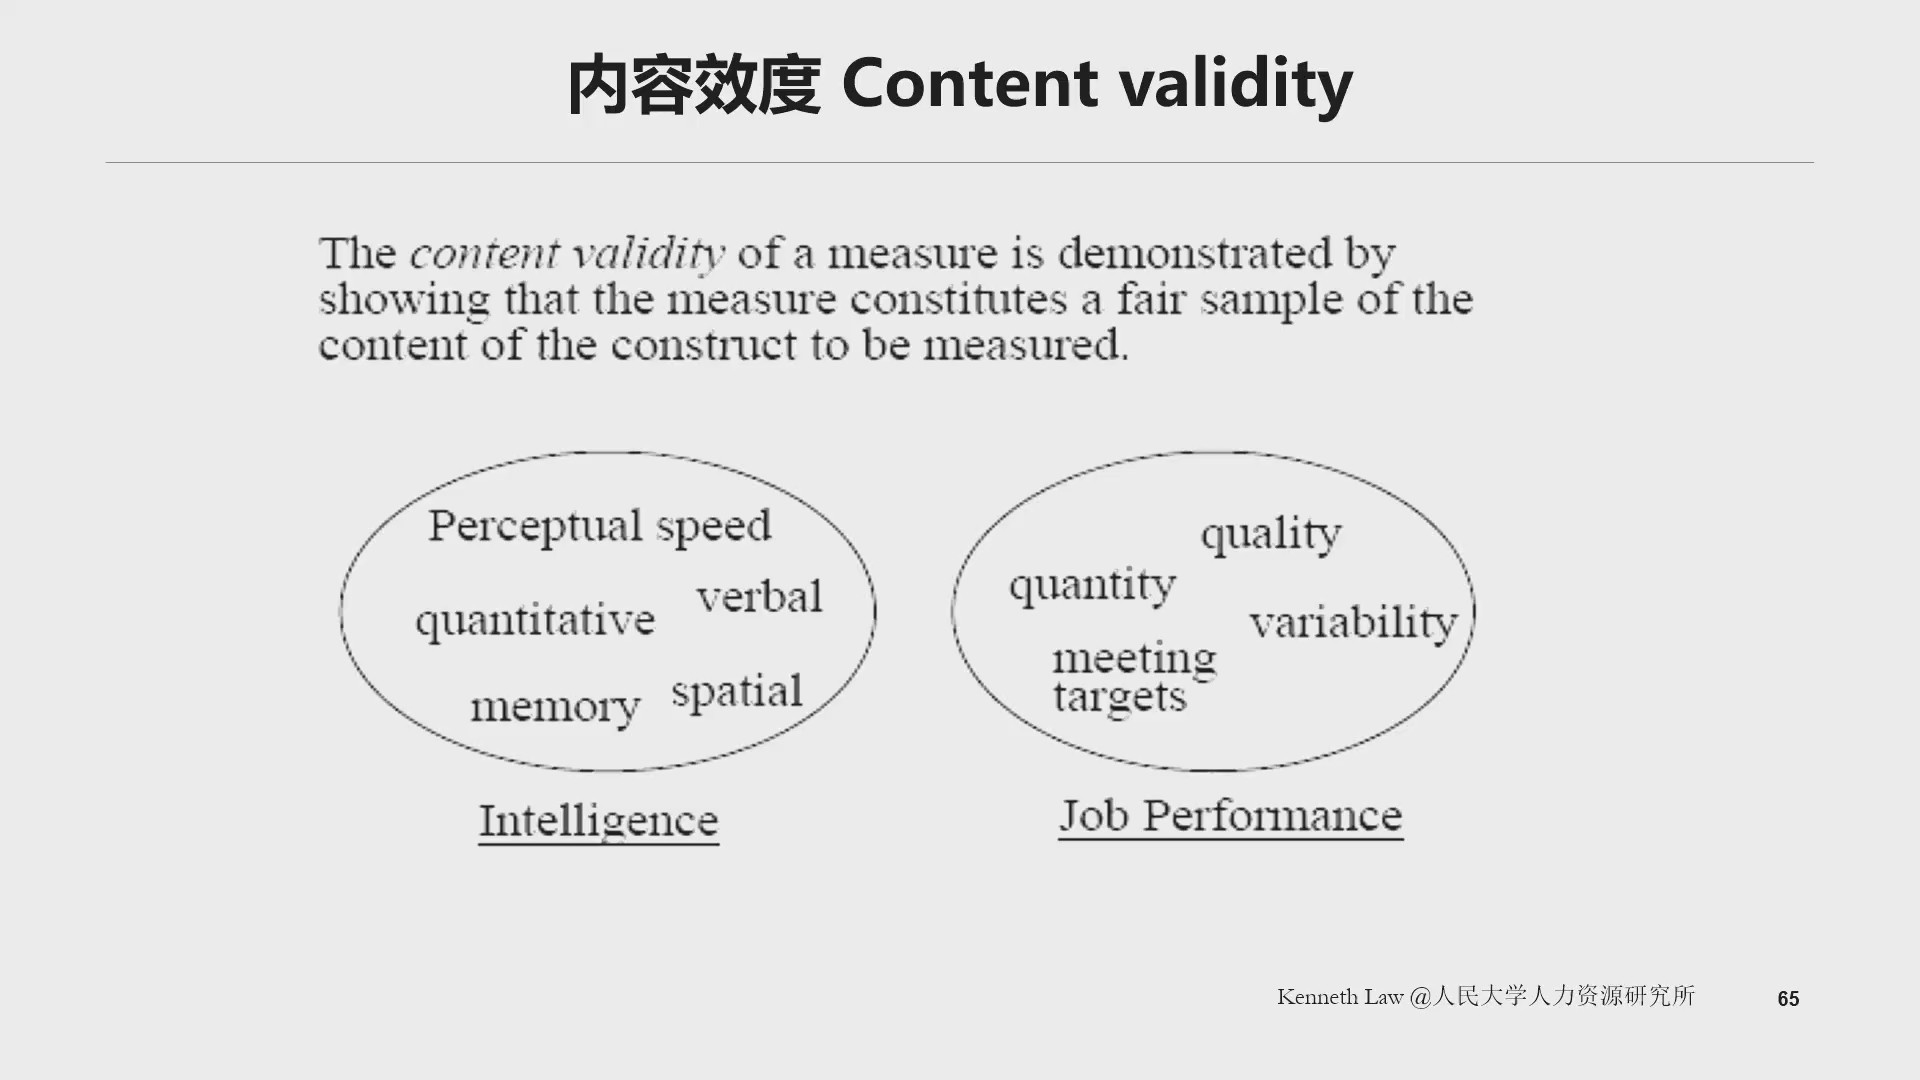 内容效度 Content validity
The content validity of a measure is demonstrated by
showing that the measure constitutes a fair sample of the
content of the construct to be measured.
Perceptual speed
verbal
quantitative
spatial
memory
Intelligence
quality
quantity
variability
meeting
targets
Job Performance
Kenneth Law @人民大学人力资源研究所
65